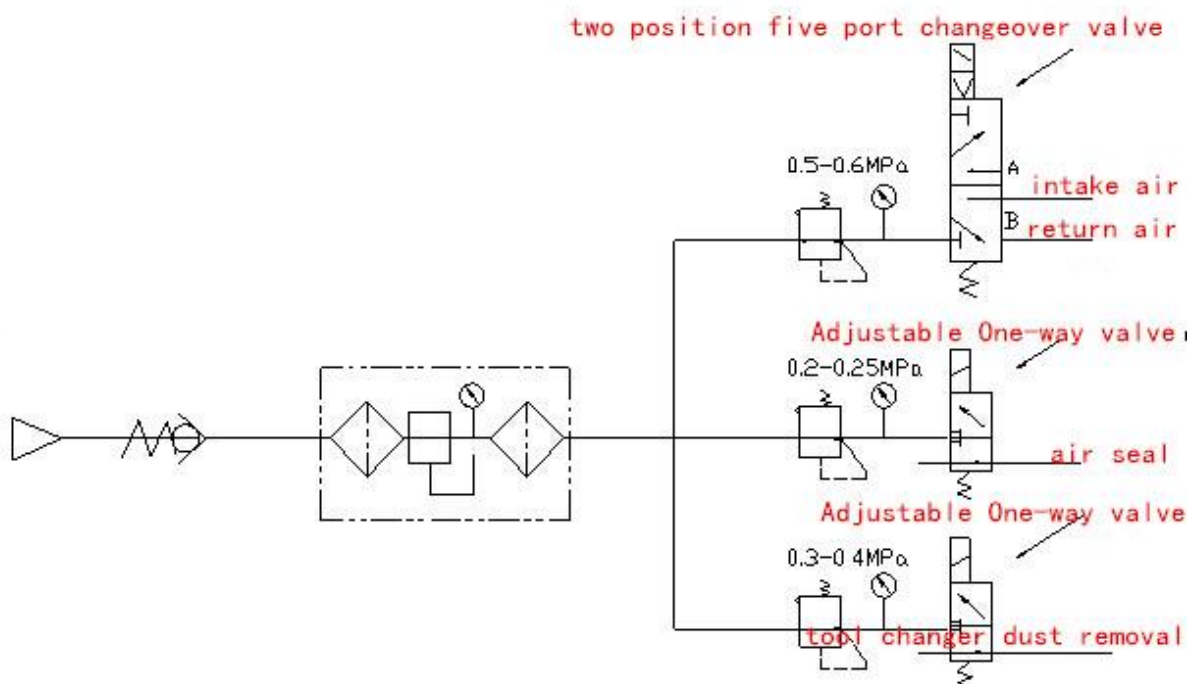 two position five port changeover valve
0.5-0.6MPa
A
intake air
B
return air
Adjustable One-way valve
0.2-0.25MPa
air seal
Adjustable One-way valve
0.3-0.4MPa
tool changer dust removal